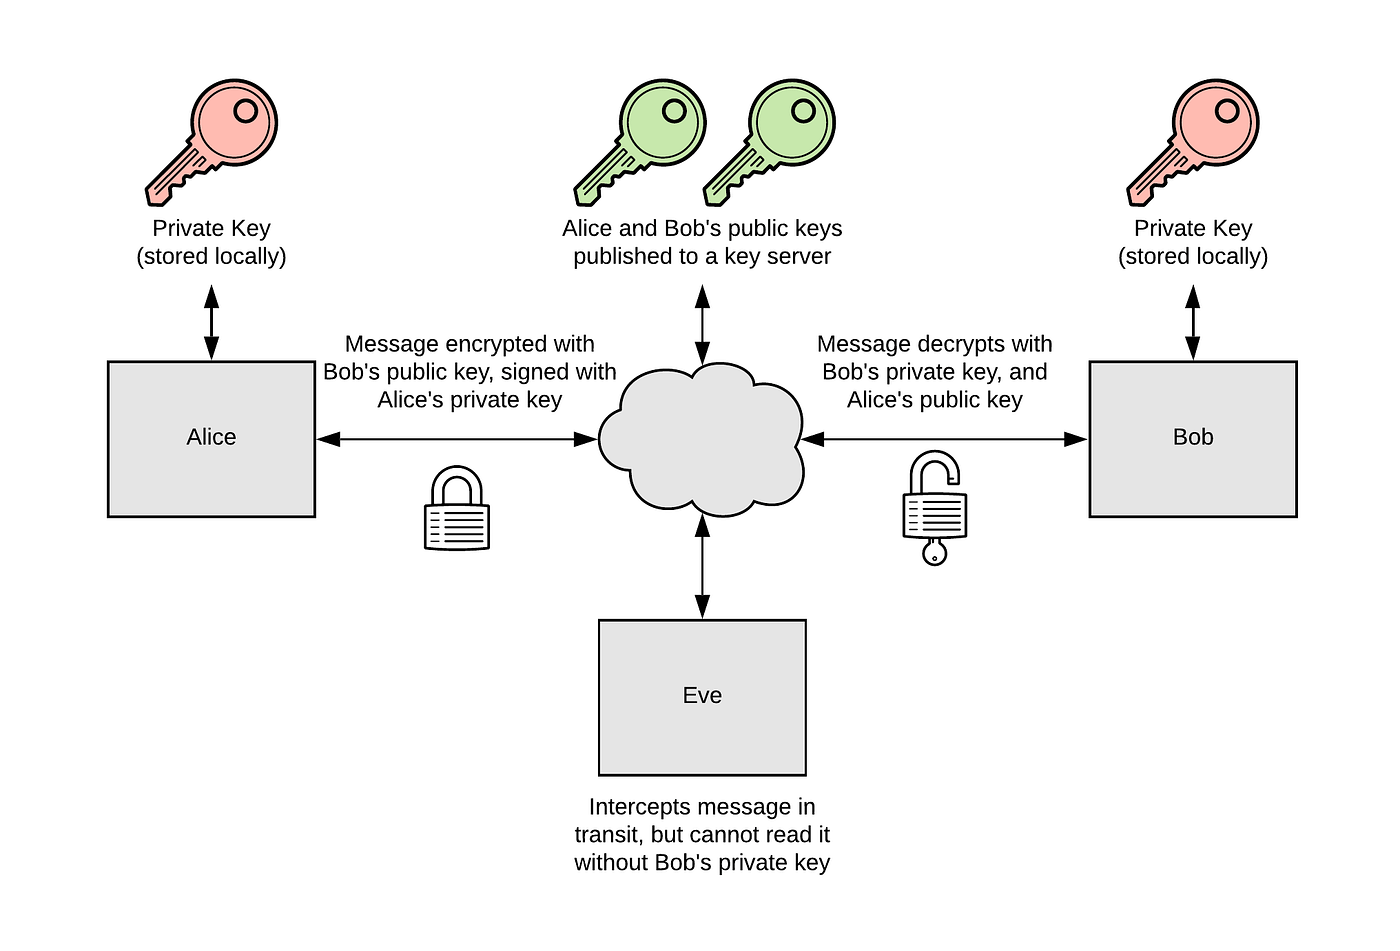 Private Key
(stored locally)
Alice and Bob's public keys
published to a key server
Private Key
(stored locally)
Message encrypted with
Bob's public key, signed with
Alice's private key
Message decrypts with
Bob's private key, and
Alice's public key
Alice
Bob
Eve
Intercepts message in
transit, but cannot read it
without Bob's private key